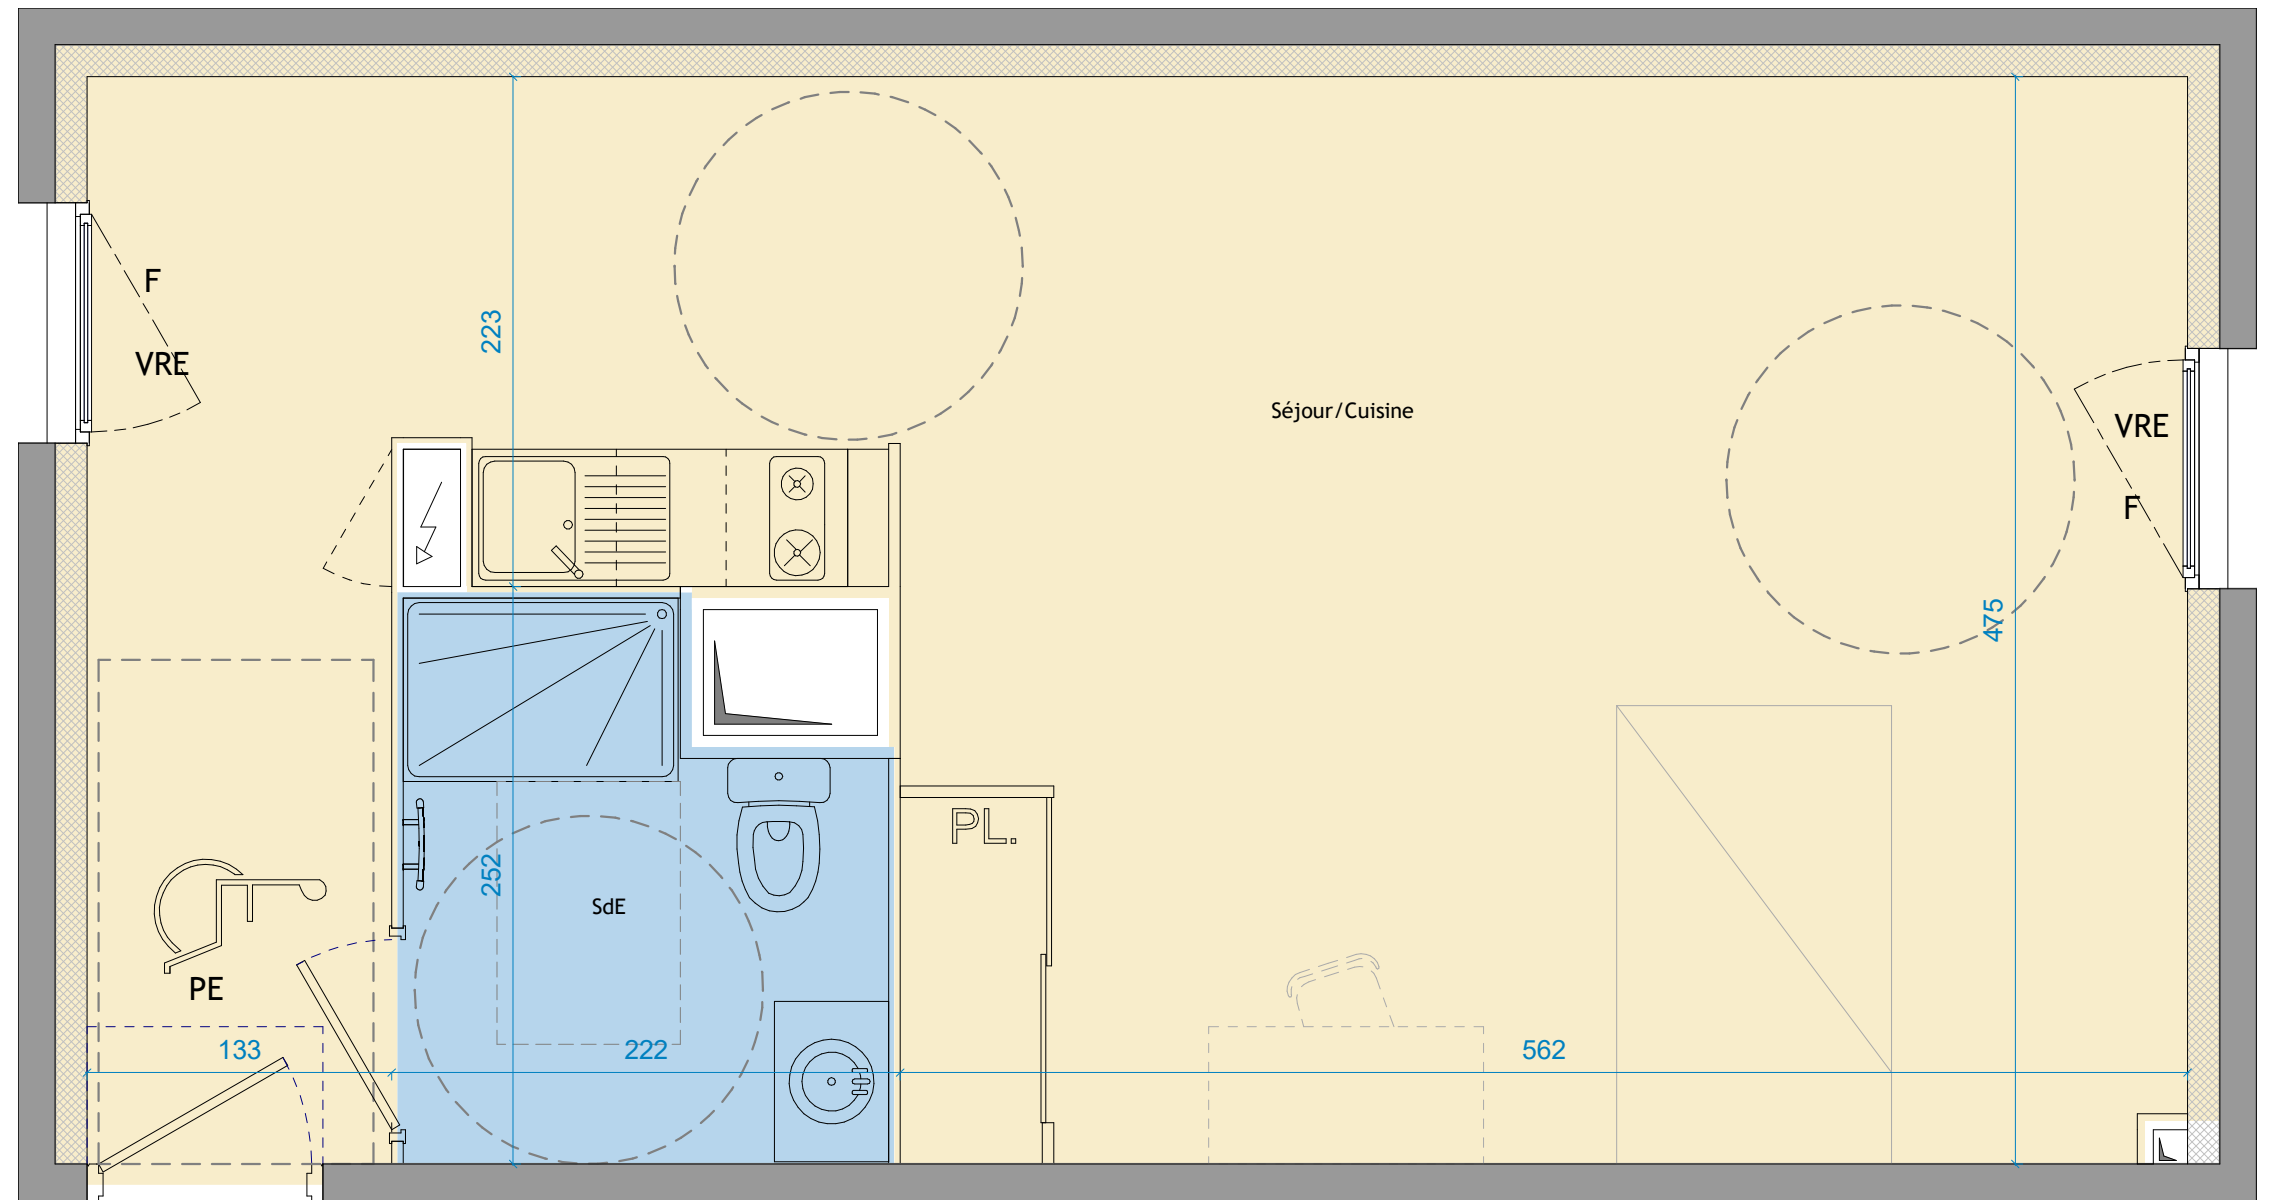 F
VRE
223
Séjour/Cuisine
VRE
F
475
PL.
252
SdE
PE
133
222
562